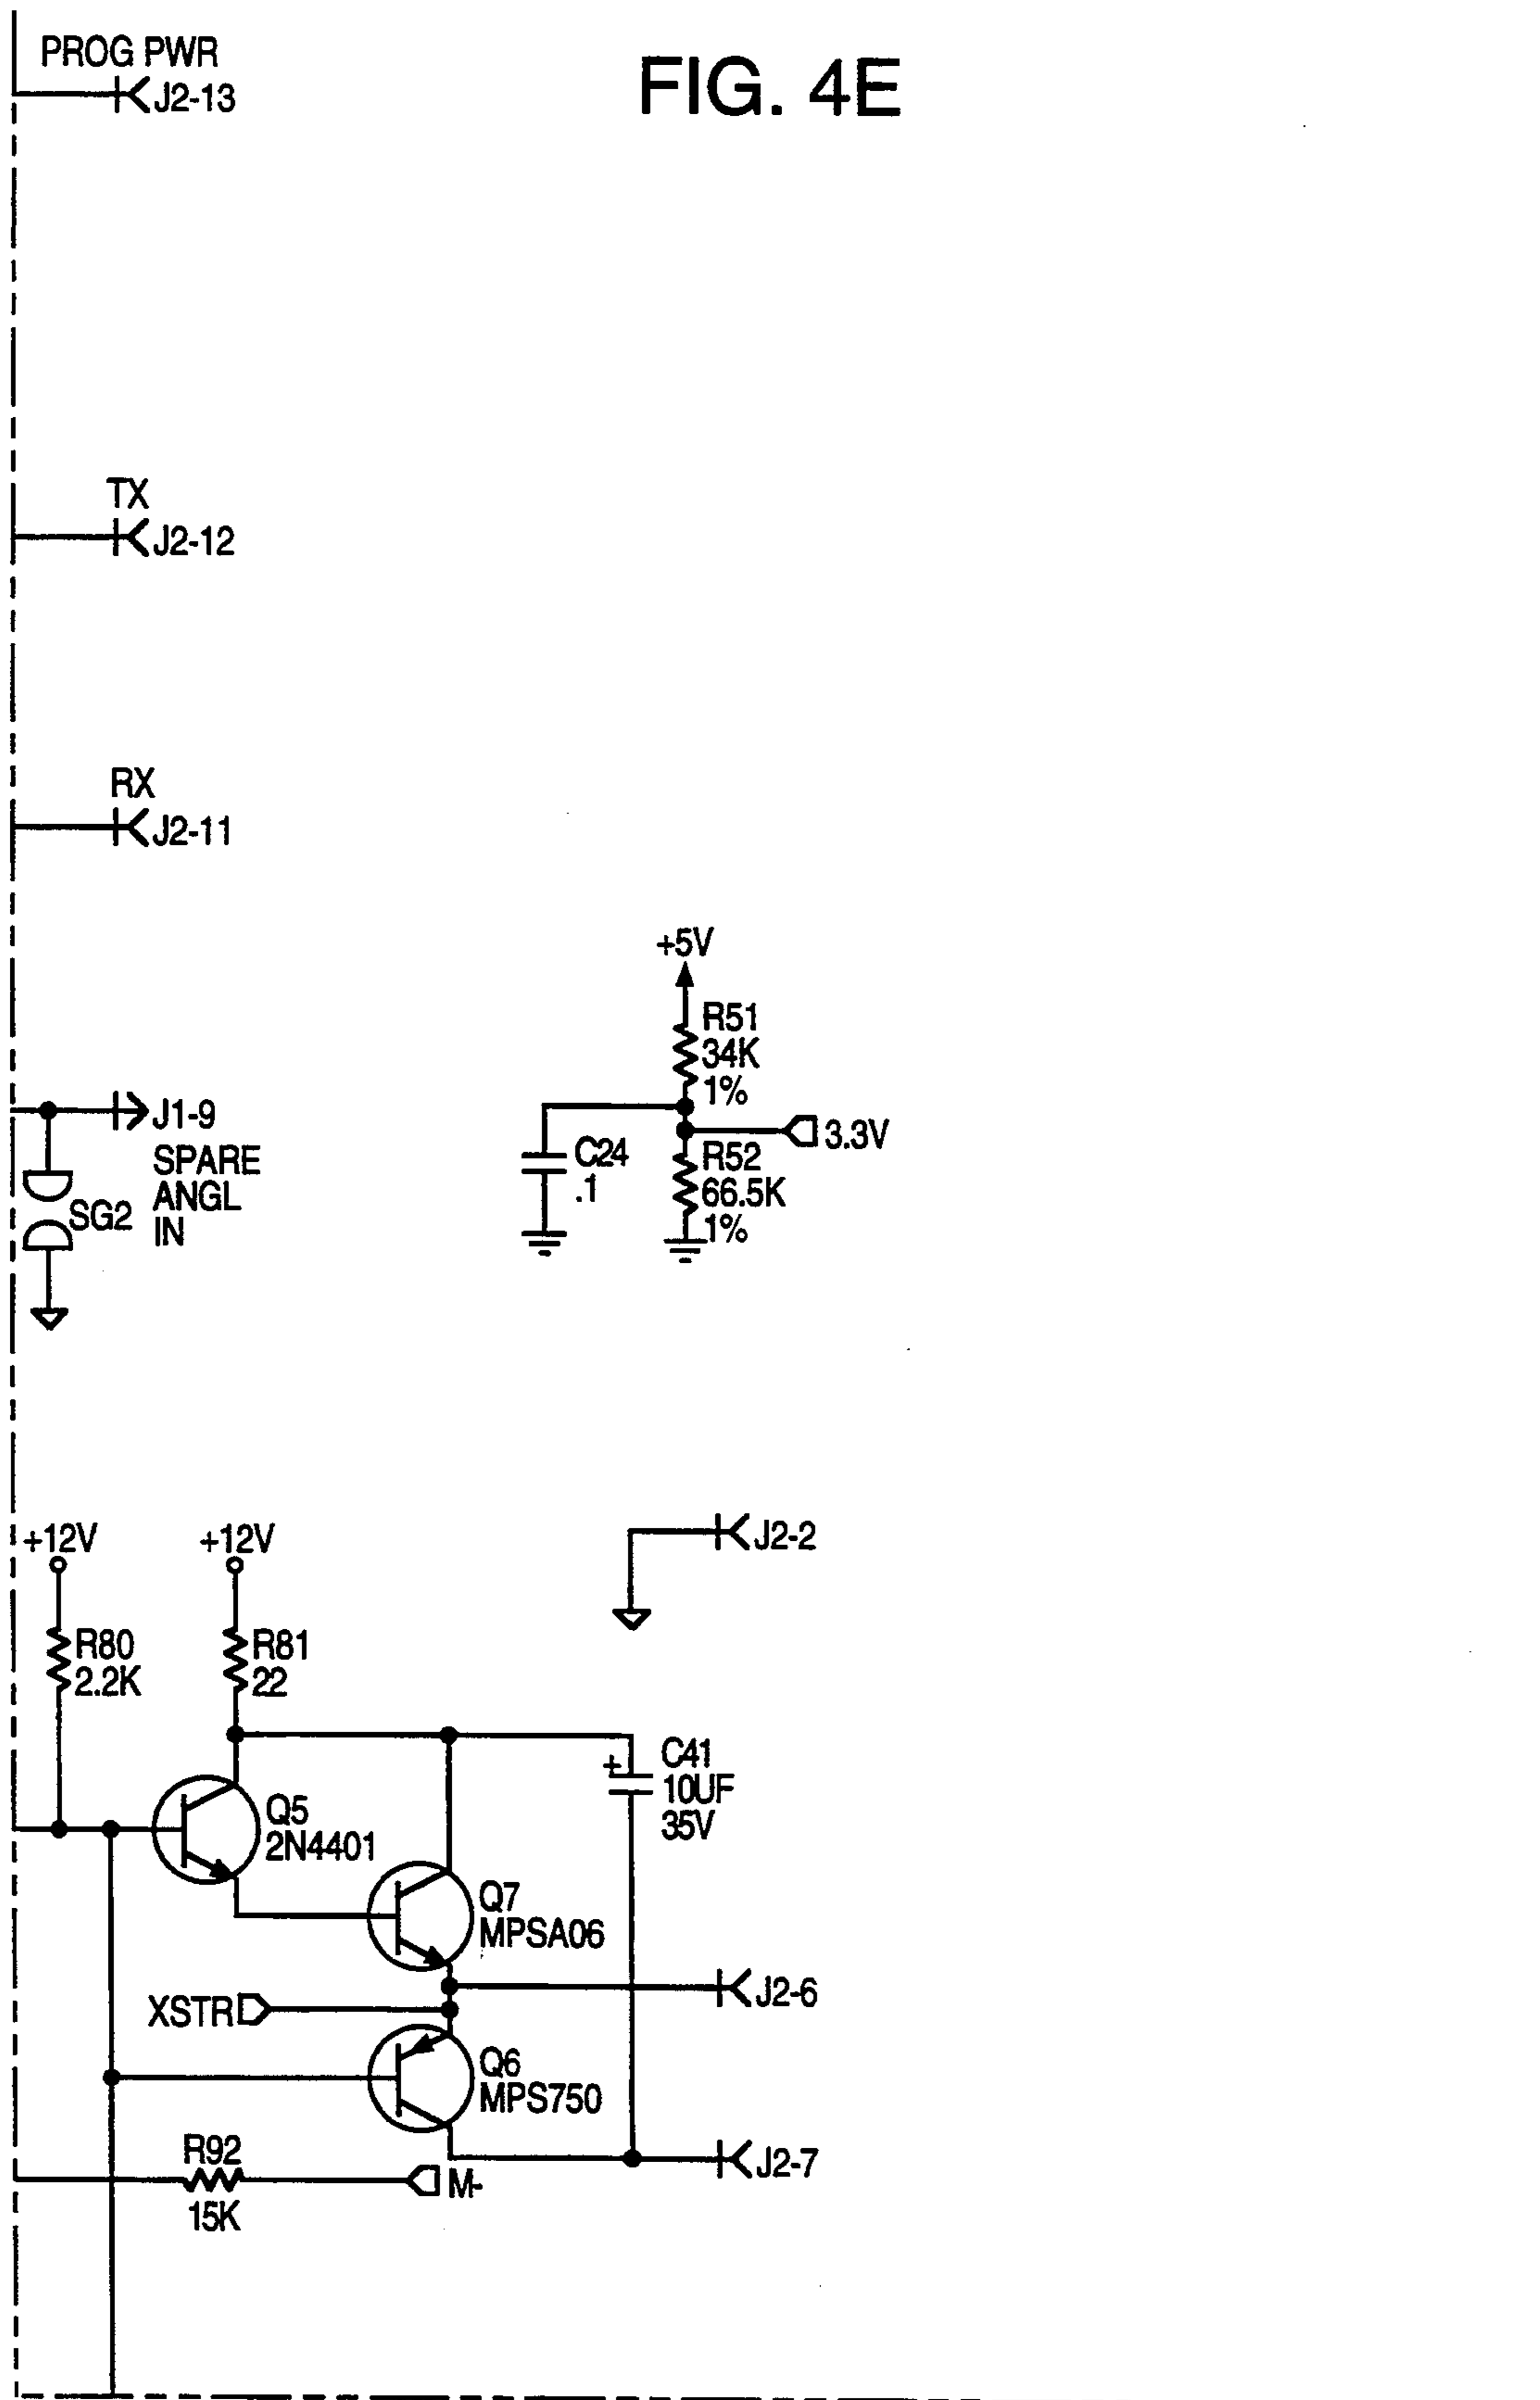 FIG. 4E
PROG PWR
J2-13
TX
J2-12
RX
J2-11
+5V
R51
34K
1%
J1-9
SPARE
ANGL
IN
SG2
C24
.1
3.3V
R52
66.5K
1%
+12V
+12V
J2-2
R80
2.2K
R81
22
+
C41
10UF
35V
Q5
2N4401
Q7
MPSA06
J2-6
XSTR
Q6
MPS750
J2-7
R92
15K
M-